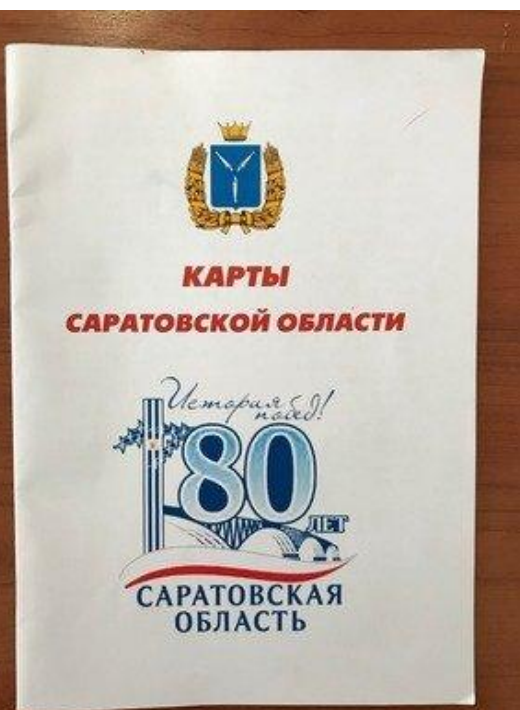 КАРТЫ
САРАТОВСКОЙ ОБЛАСТИ
История побед!
80
ЛЕТ
САРАТОВСКАЯ
ОБЛАСТЬ